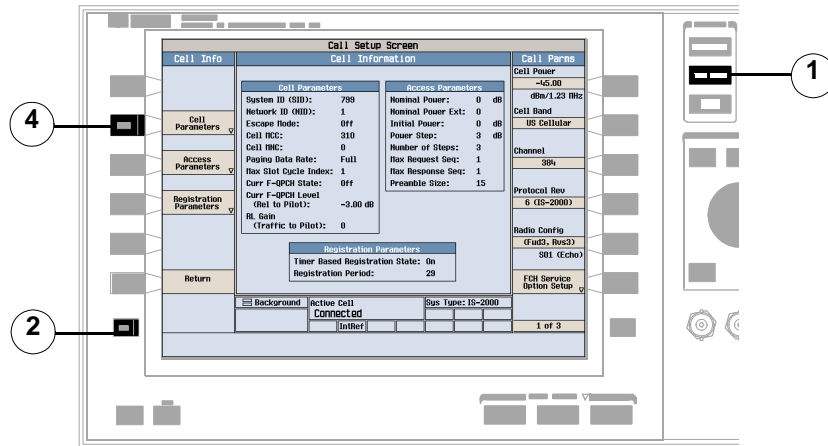 Call Setup Screen
Cell Info
Cell Information
Call Parms
Cell Parameters
System ID (SID): 799
Network ID (NID): 1
Escape Mode: Off
Cell MCC: 310
Cell MNC: 0
Paging Data Rate: Full
Max Slot Cycle Index: 1
Curr F-QPCH State: Off
Curr F-QPCH Level
(Rel to Pilot): -3.00 dB
RL Gain
(Traffic to Pilot): 0
Access Parameters
Nominal Power: 0 dB
Nominal Power Ext: 0
Initial Power: 0 dB
Power Step: 3 dB
Number of Steps: 3
Max Request Seq: 1
Max Response Seq: 1
Preamble Size: 15
Registration Parameters
Timer Based Registration State: On
Registration Period: 29
Cell
Parameters
Access
Parameters
Registration
Parameters
Return
Cell Power
-45.00
dBm/1.23 MHz
Cell Band
US Cellular
Channel
384
Protocol Rev
6 (IS-2000)
Radio Config
(Fwd3, Rvs3)
SO1 (Echo)
FCH Service
Option Setup
1 of 3
Background
Active Cell
Connected
Sys Type: IS-2000
IntRef
1
4
2